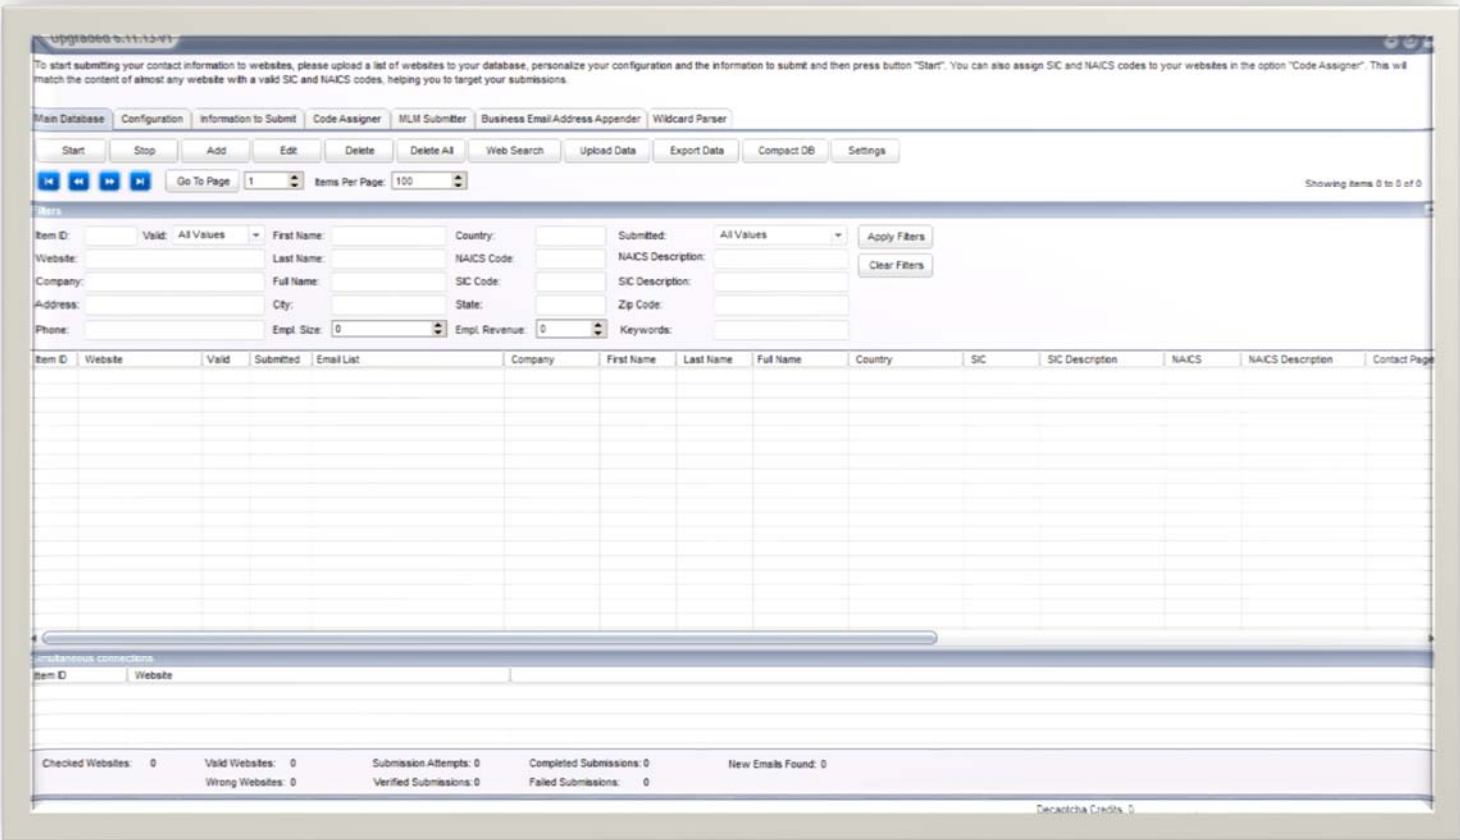 Upgraded 6.11.13-v1
To start submitting your contact information to websites, please upload a list of websites to your database, personalize your configuration and the information to submit and then press button "Start". You can also assign SIC and NAICS codes to your websites in the option "Code Assigner". This will
match the content of almost any website with a valid SIC and NAICS codes, helping you to target your submissions.
Main Database Configuration Information to Submit Code Assigner MLM Submitter Business Email Address Appender Wildcard Parser
Start Stop Add Edit Delete Delete All Web Search Upload Data Export Data Compact DB Settings
Go To Page 1 Items Per Page: 100 Showing items 0 to 0 of 0
Filters
Item ID: Valid: All Values First Name: Country: Submitted: All Values Apply Filters
Website: Last Name: NAICS Code: NAICS Description: Clear Filters
Company: Full Name: SIC Code: SIC Description:
Address: City: State: Zip Code:
Phone: Empl. Size: 0 Empl. Revenue: 0 Keywords:
Item ID Website Valid Submitted Email List Company First Name Last Name Full Name Country SIC SIC Description NAICS NAICS Description Contact Page
Simultaneous connections
Item ID Website
Checked Websites: 0 Valid Websites: 0 Submission Attempts: 0 Completed Submissions: 0 New Emails Found: 0
Wrong Websites: 0 Verified Submissions: 0 Failed Submissions: 0
Decaptcha Credits 0